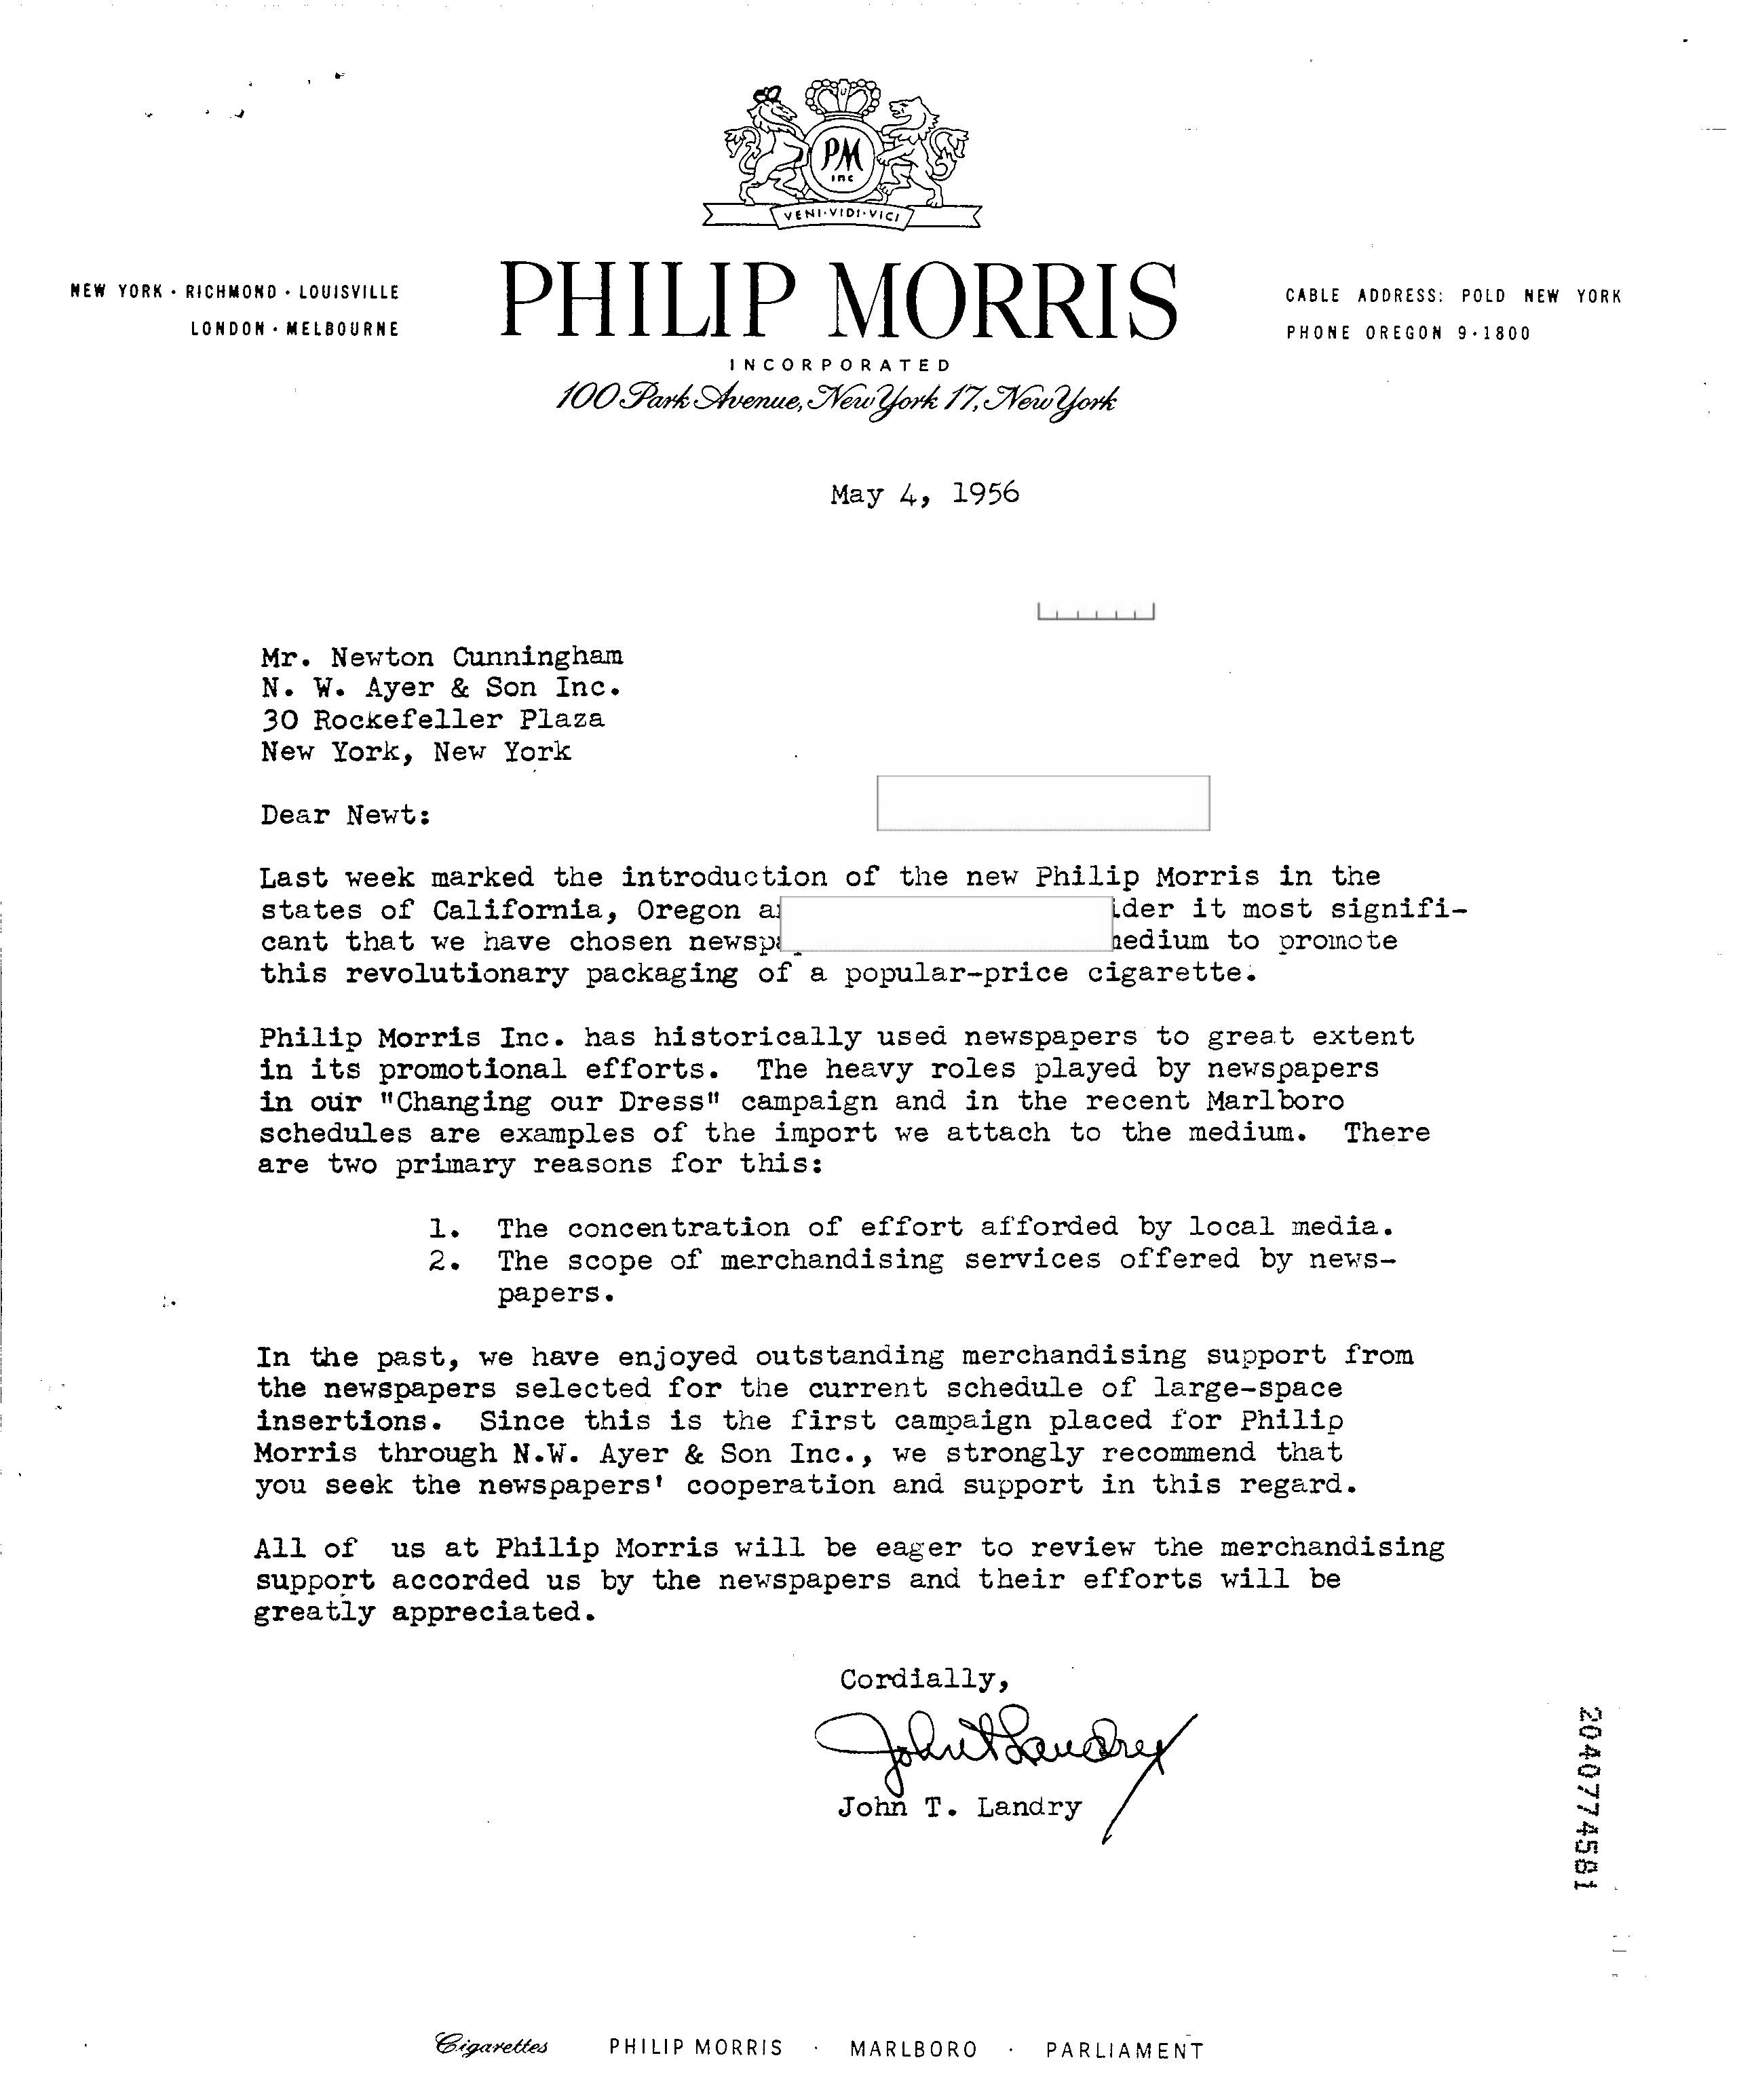 PM
inc
VENI·VIDI·VICI
NEW YORK · RICHMOND · LOUISVILLE
LONDON · MELBOURNE
PHILIP MORRIS
INCORPORATED
100 Park Avenue, New York 17, New York
CABLE ADDRESS: POLD NEW YORK
PHONE OREGON 9·1800
May 4, 1956
Mr. Newton Cunningham
N. W. Ayer & Son Inc.
30 Rockefeller Plaza
New York, New York
Dear Newt:
Last week marked the introduction of the new Philip Morris in the
states of California, Oregon it most signifi-
cant that we have chosen to promote
this revolutionary packaging of a popular-price cigarette.
Philip Morris Inc. has historically used newspapers to great extent
in its promotional efforts. The heavy roles played by newspapers
in our "Changing our Dress" campaign and in the recent Marlboro
schedules are examples of the import we attach to the medium. There
are two primary reasons for this:
1. The concentration of effort afforded by local media.
2. The scope of merchandising services offered by news-
papers.
In the past, we have enjoyed outstanding merchandising support from
the newspapers selected for the current schedule of large-space
insertions. Since this is the first campaign placed for Philip
Morris through N.W. Ayer & Son Inc., we strongly recommend that
you seek the newspapers' cooperation and support in this regard.
All of us at Philip Morris will be eager to review the merchandising
support accorded us by the newspapers and their efforts will be
greatly appreciated.
Cordially,
John T Landry
John T. Landry
2040774581
Cigarettes PHILIP MORRIS · MARLBORO · PARLIAMENT